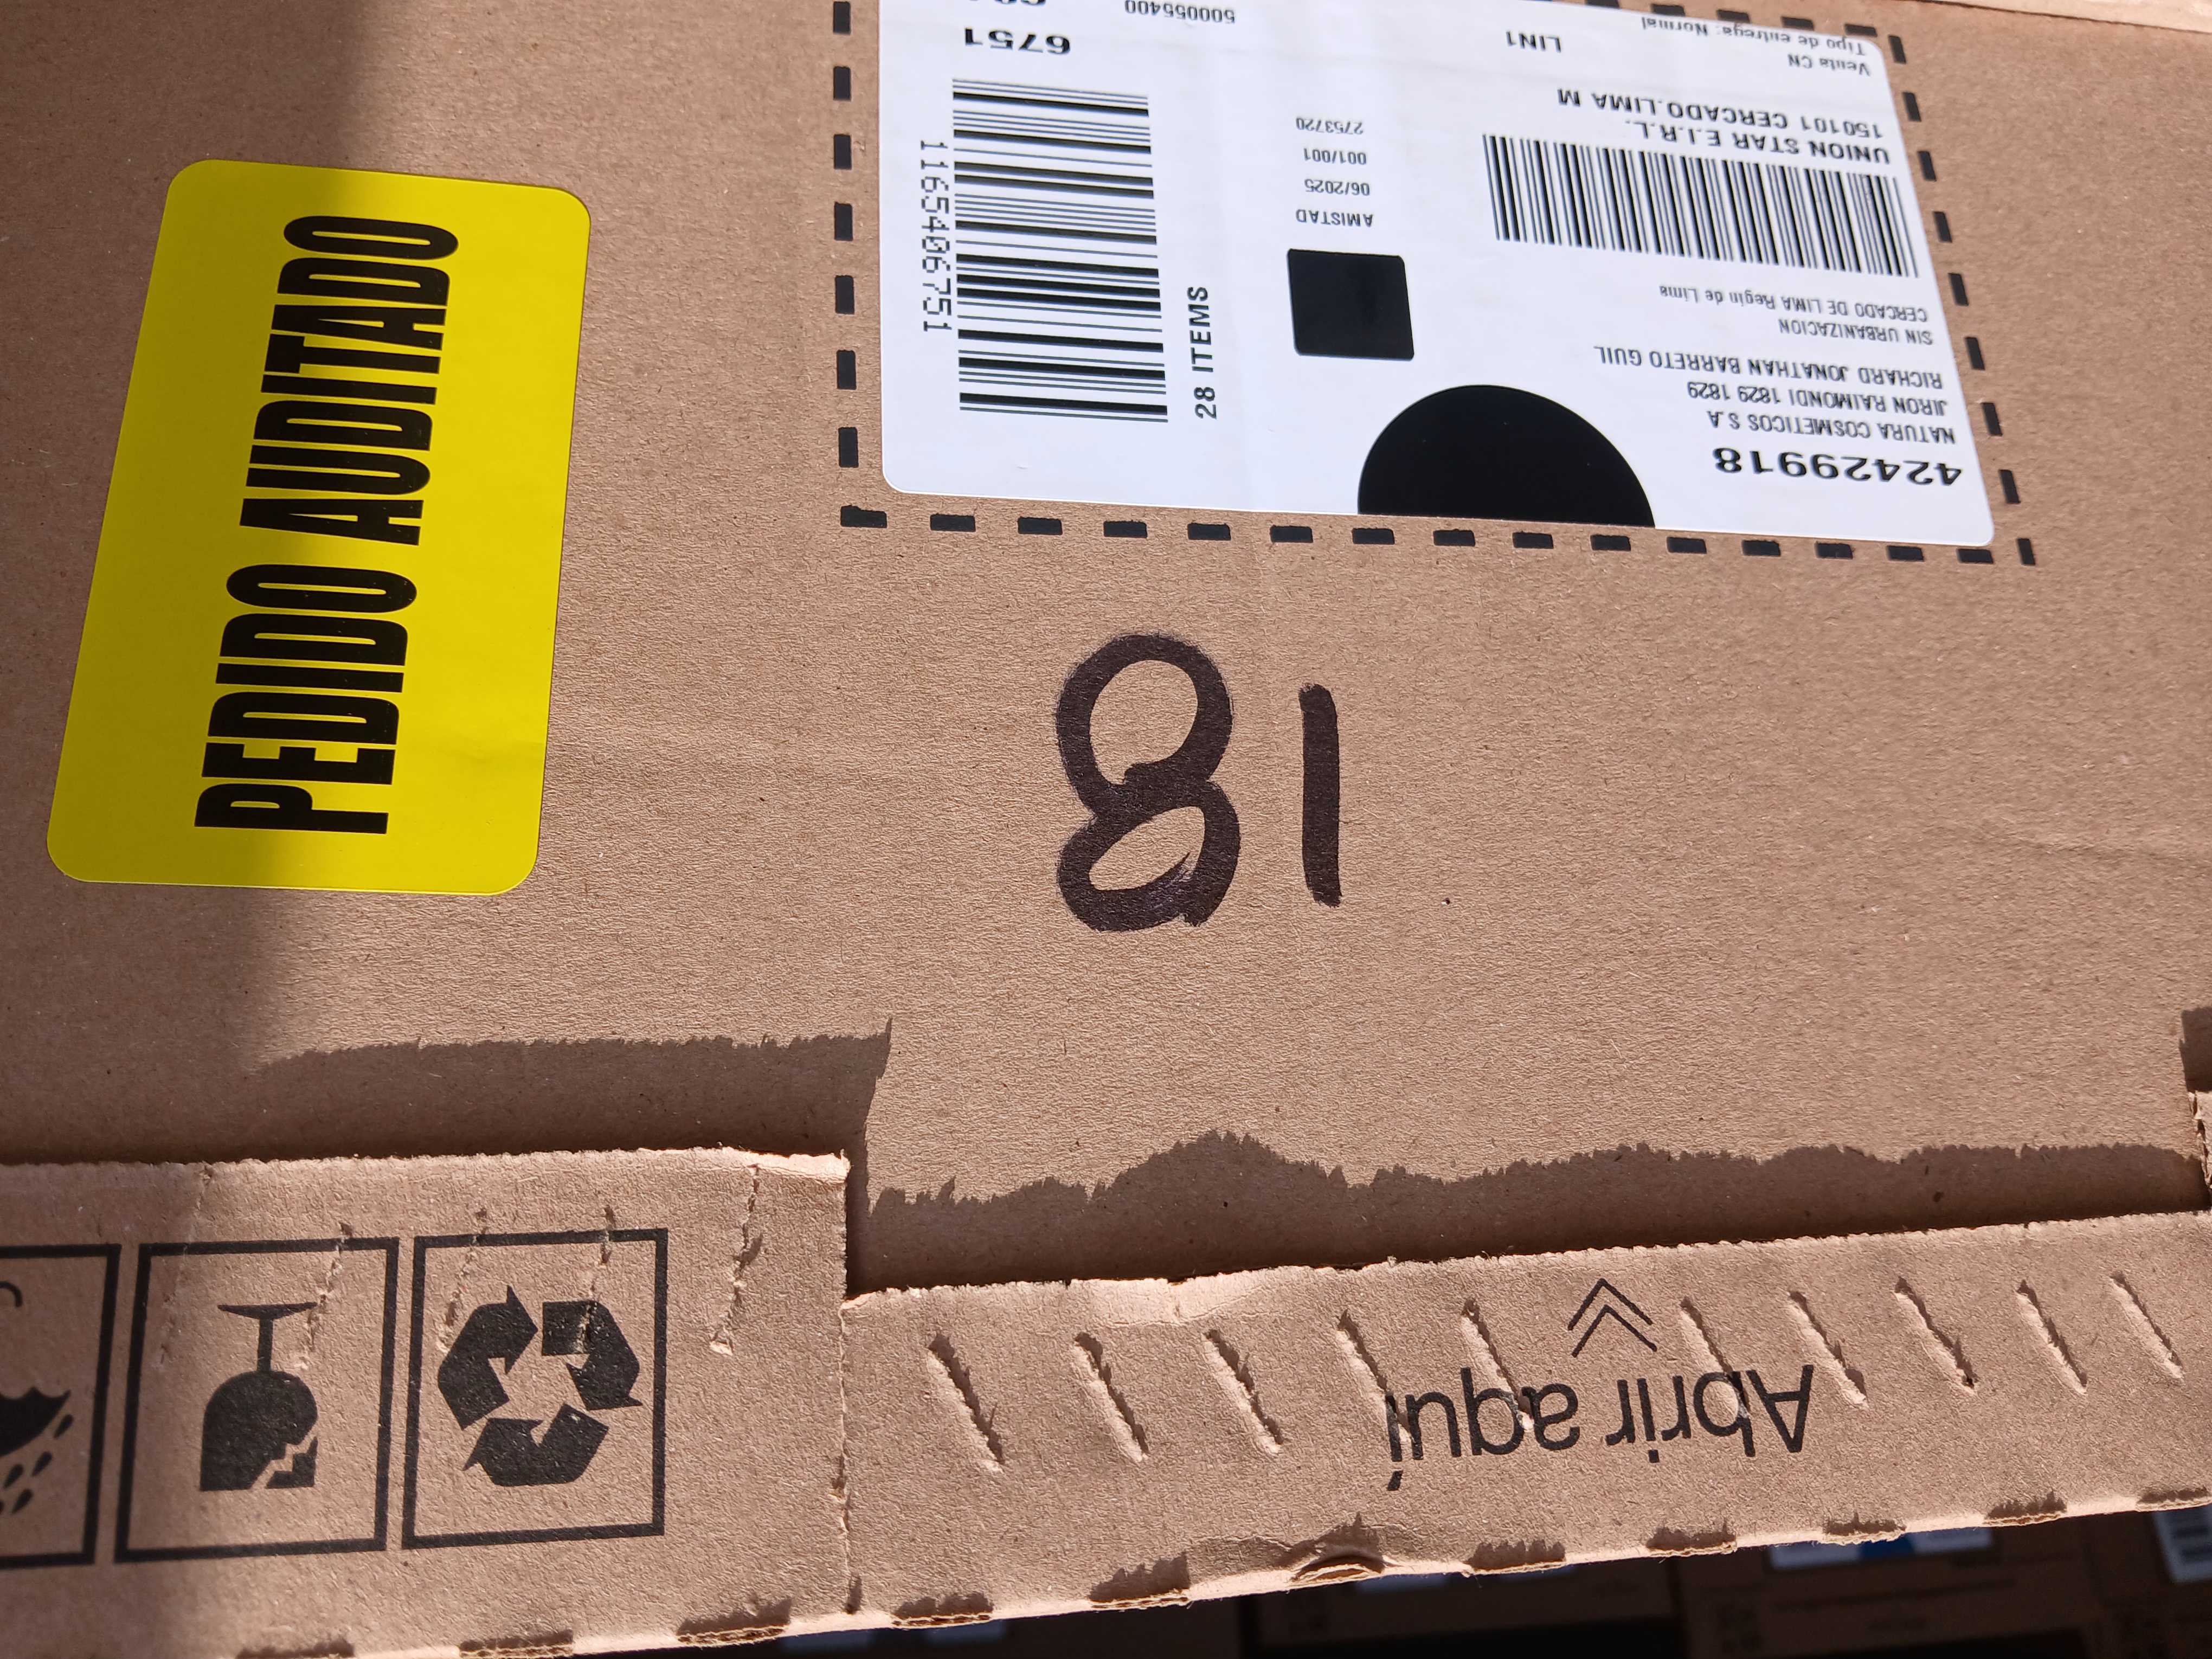 PEDIDO AUDITADO
42429918
NATURA COSMETICOS S.A
JIRON RAIMONDI 1829 1829
RICHARD JONATHAN BARRETO GUIL
SIN URBANIZACION
CERCADO DE LIMA Regin de Lima
UNION STAR E.I.R.L.
150101 CERCADO.LIMA M
Venta CN
Tipo de entrega: Normal
LIN1
AMISTAD
06/2025
001/001
2753720
28 ITEMS
11654066751
6751
500055400
81
Abrir aquí